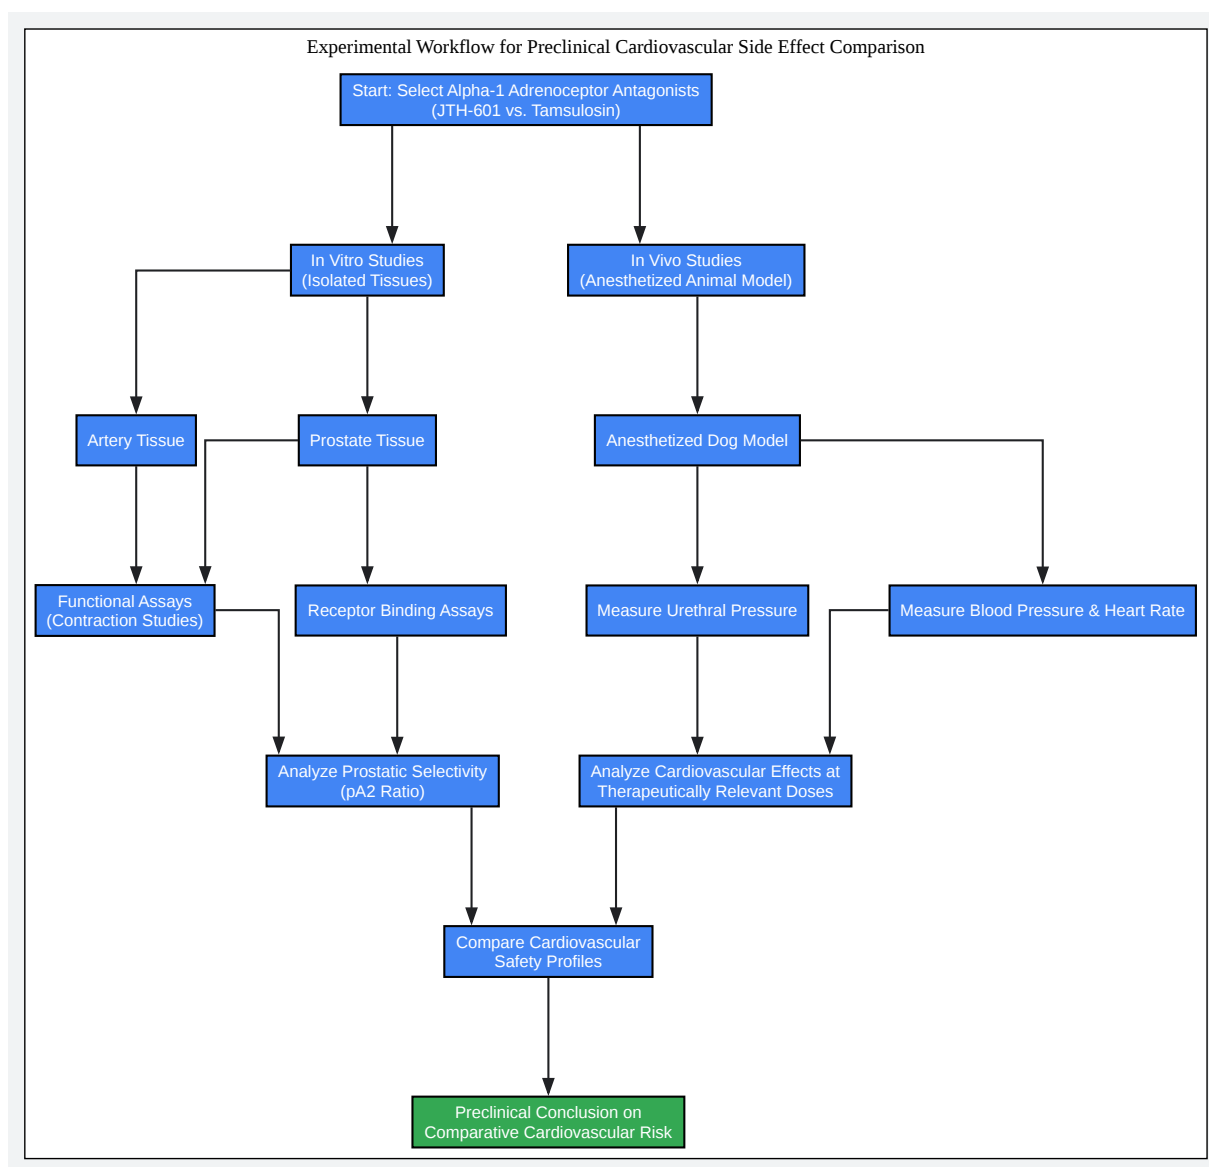 Experimental Workflow for Preclinical Cardiovascular Side Effect Comparison
Start: Select Alpha-1 Adrenoceptor Antagonists
(JTH-601 vs. Tamsulosin)
In Vitro Studies
(Isolated Tissues)
In Vivo Studies
(Anesthetized Animal Model)
Artery Tissue
Prostate Tissue
Anesthetized Dog Model
Functional Assays
(Contraction Studies)
Receptor Binding Assays
Measure Urethral Pressure
Measure Blood Pressure & Heart Rate
Analyze Prostatic Selectivity
(pA2 Ratio)
Analyze Cardiovascular Effects at
Therapeutically Relevant Doses
Compare Cardiovascular
Safety Profiles
Preclinical Conclusion on
Comparative Cardiovascular Risk